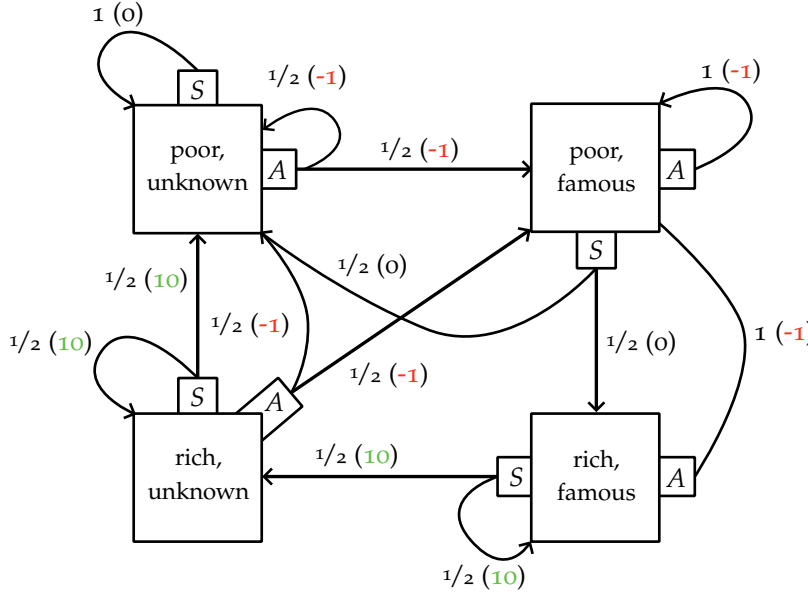 1 (0)
S
1/2 (-1)
1 (-1)
poor,
unknown
A
1/2 (-1)
poor,
famous
A
S
1/2 (10)
1/2 (0)
1/2 (-1)
1/2 (10)
1/2 (-1)
1/2 (0)
1 (-1)
S
A
rich,
unknown
1/2 (10)
S
rich,
famous
A
1/2 (10)